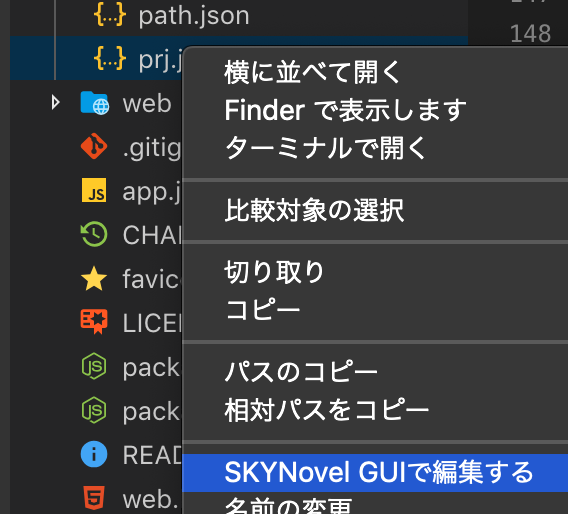 path.json
148
prj.j
横に並べて開く
web
Finder で表示します
.gitig
ターミナルで開く
app.j
比較対象の選択
CHAI
切り取り
favic
コピー
LICEI
パスのコピー
pack
相対パスをコピー
pack
READ
SKYNovel GUIで編集する
web.
名前の変更